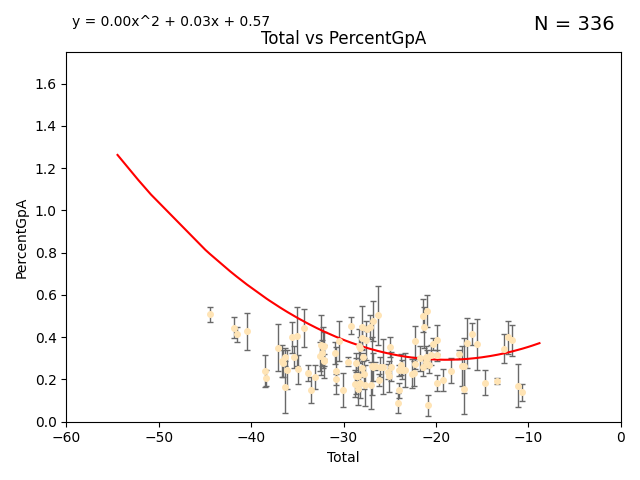 y = 0.00x^2 + 0.03x + 0.57
N = 336
Total vs PercentGpA
PercentGpA
1.6
1.4
1.2
1.0
0.8
0.6
0.4
0.2
0.0
−60 −50 −40 −30 −20 −10 0
Total